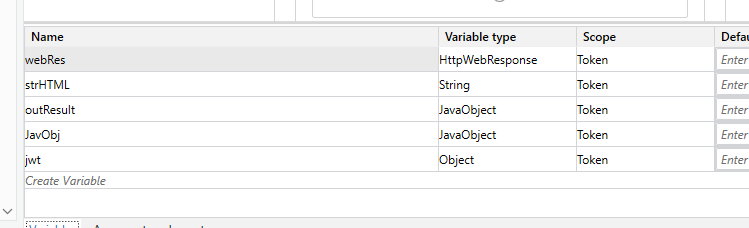 Name Variable type Scope Defau
webRes HttpWebResponse Token Enter
strHTML String Token Enter
outResult JavaObject Token Enter
JavObj JavaObject Token Enter
jwt Object Token Enter
Create Variable